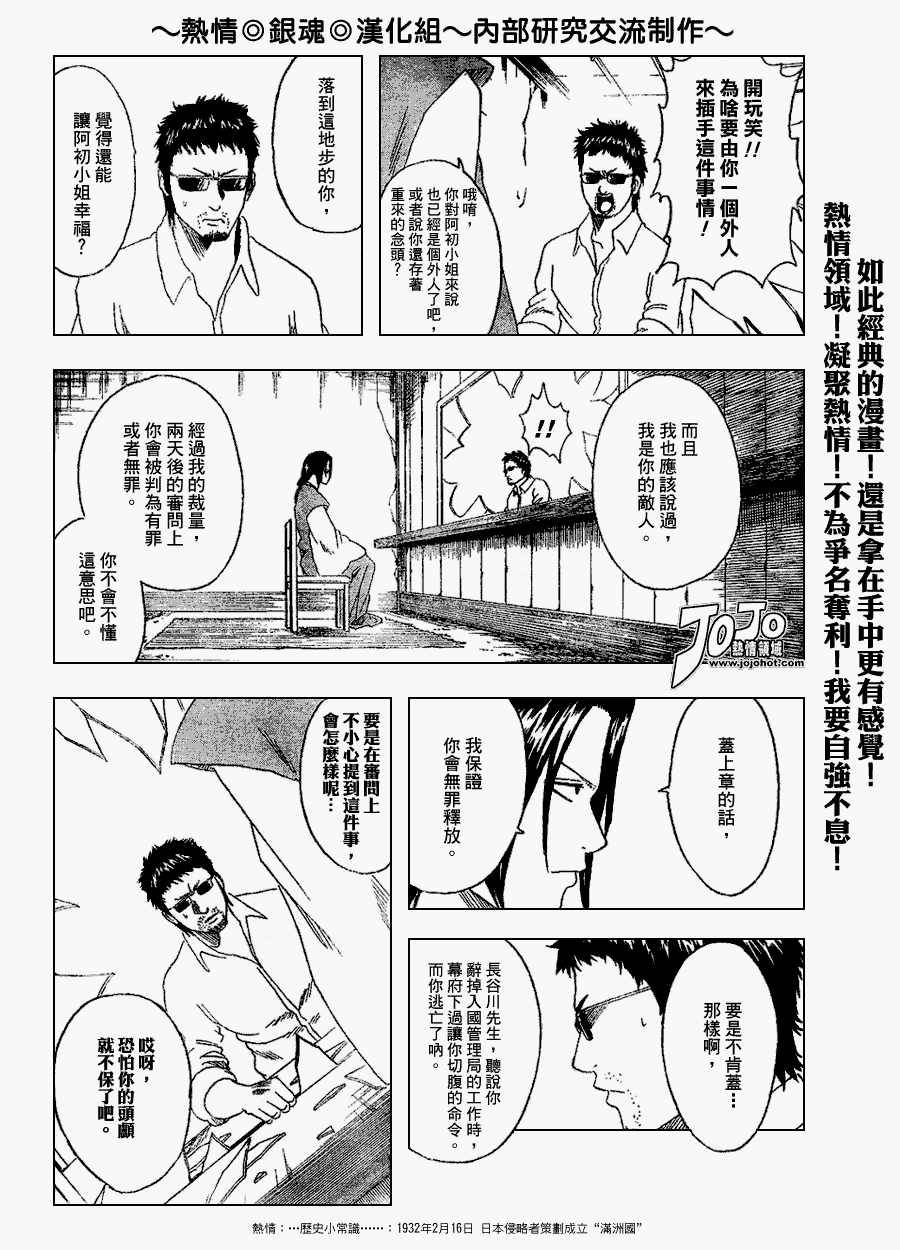 ～熱情◎銀魂◎漢化組～內部研究交流制作～
開玩笑!!
為啥要由你一個外人
來插手這件事情！
哦唷，
你對阿初小姐來說
也已經是個外人了吧，
或者說你還存著
重來的念頭？
落到這地步的你，
覺得還能
讓阿初小姐幸福？
如此經典的漫畫！還是拿在手中更有感覺！
熱情領域！凝聚熱情！不為爭名奪利！我要自強不息！
而且
我也應該說過，
我是你的敵人。
!!
經過我的裁量，
兩天後的審問上
你會被判為有罪
或者無罪。
你不會不懂
這意思吧。
JOJO
熱情領域
www.jojohot.com
蓋上章的話，
我保證
你會無罪釋放。
要是不肯蓋…
那樣啊，
長谷川先生，聽說你
辭掉入國管理局的工作時，
幕府下過讓你切腹的命令。
而你逃亡了吶。
要是在審問上
不小心提到這件事，
會怎麼樣呢…
哎呀，
恐怕你的頭顱
就不保了吧。
熱情：…歷史小常識……：1932年2月16日 日本侵略者策劃成立“滿洲國”